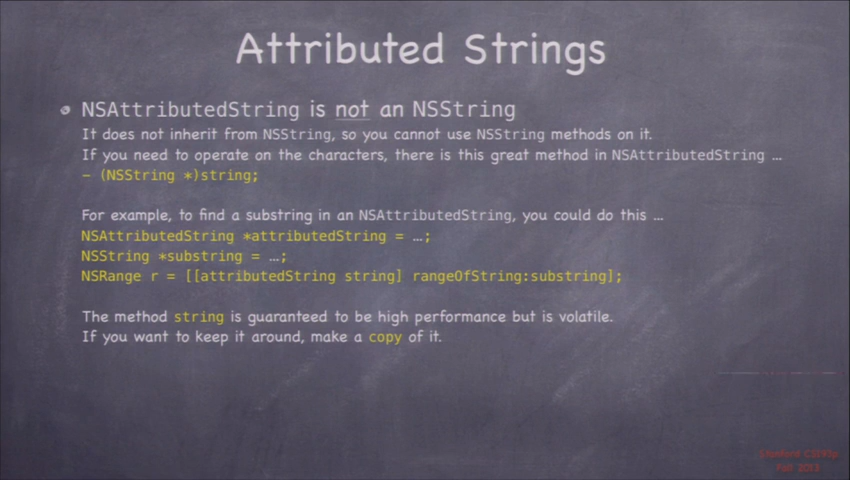 Attributed Strings
NSAttributedString is not an NSString
It does not inherit from NSString, so you cannot use NSString methods on it.
If you need to operate on the characters, there is this great method in NSAttributedString …
- (NSString *)string;
For example, to find a substring in an NSAttributedString, you could do this …
NSAttributedString *attributedString = …;
NSString *substring = …;
NSRange r = [[attributedString string] rangeOfString:substring];
The method string is guaranteed to be high performance but is volatile.
If you want to keep it around, make a copy of it.
Stanford CS193p
Fall 2013